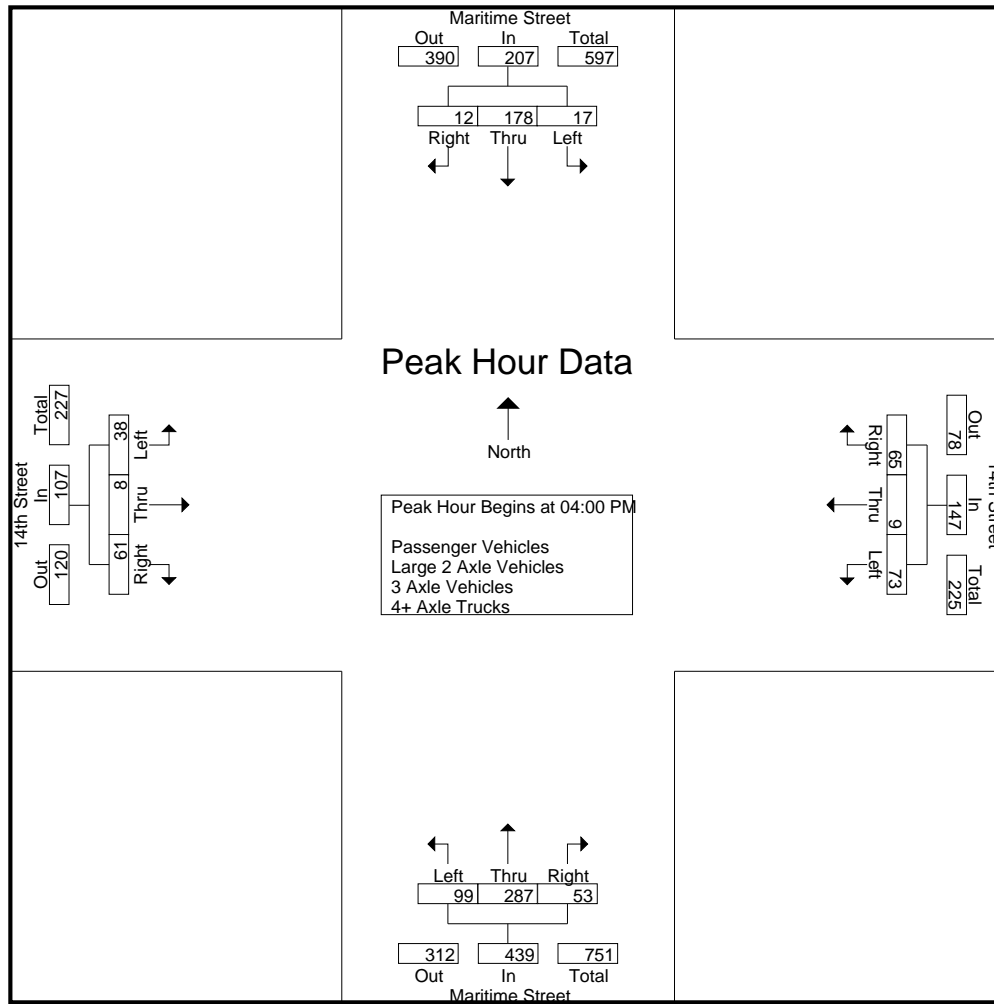 Maritime Street
Out In Total
390 207 597
12 178 17
Right Thru Left
Peak Hour Data
North
Peak Hour Begins at 04:00 PM
Passenger Vehicles
Large 2 Axle Vehicles
3 Axle Vehicles
4+ Axle Trucks
14th Street
Out In Total
120 107 227
61 8 38
Right Thru Left
14th Street
Out In Total
78 147 225
65 9 73
Right Thru Left
Left Thru Right
99 287 53
312 439 751
Out In Total
Maritime Street